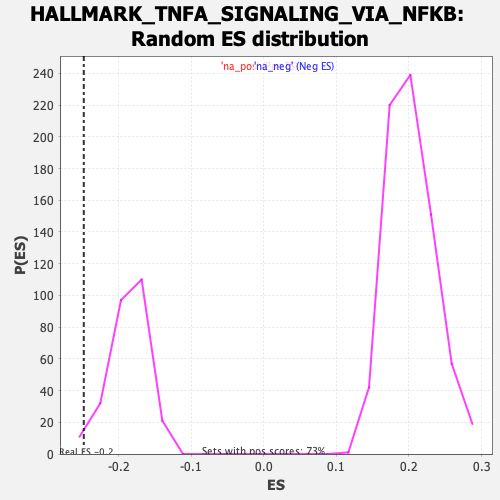 HALLMARK_TNFA_SIGNALING_VIA_NFKB:
Random ES distribution
'na_po 'na_neg' (Neg ES)
P(ES)
240
220
200
180
160
140
120
100
80
60
40
20
0
Real ES -0.2
Sets with pos scores: 73%
-0.2 -0.1 0.0 0.1 0.2 0.3
ES